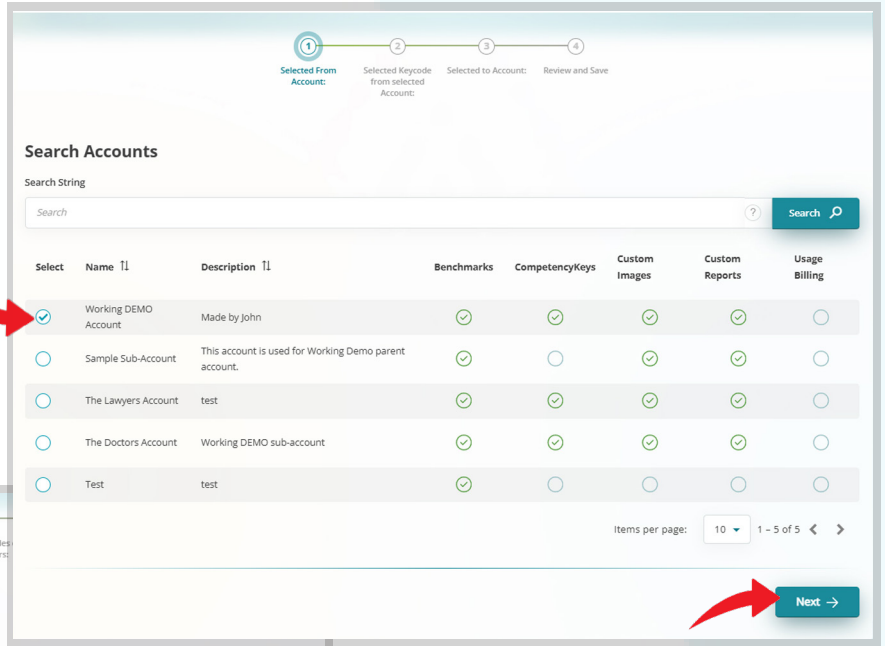 1 2 3 4
Selected From Selected Keycode Selected to Account: Review and Save
Account: from selected
Account:
Search Accounts
Search String
Search ? Search
Select Name Description Benchmarks CompetencyKeys Custom Images Custom Reports Usage Billing
Working DEMO
Account
Made by John
Sample Sub-Account
This account is used for Working Demo parent
account.
The Lawyers Account test
The Doctors Account Working DEMO sub-account
Test test
Items per page: 10 1 – 5 of 5
Next